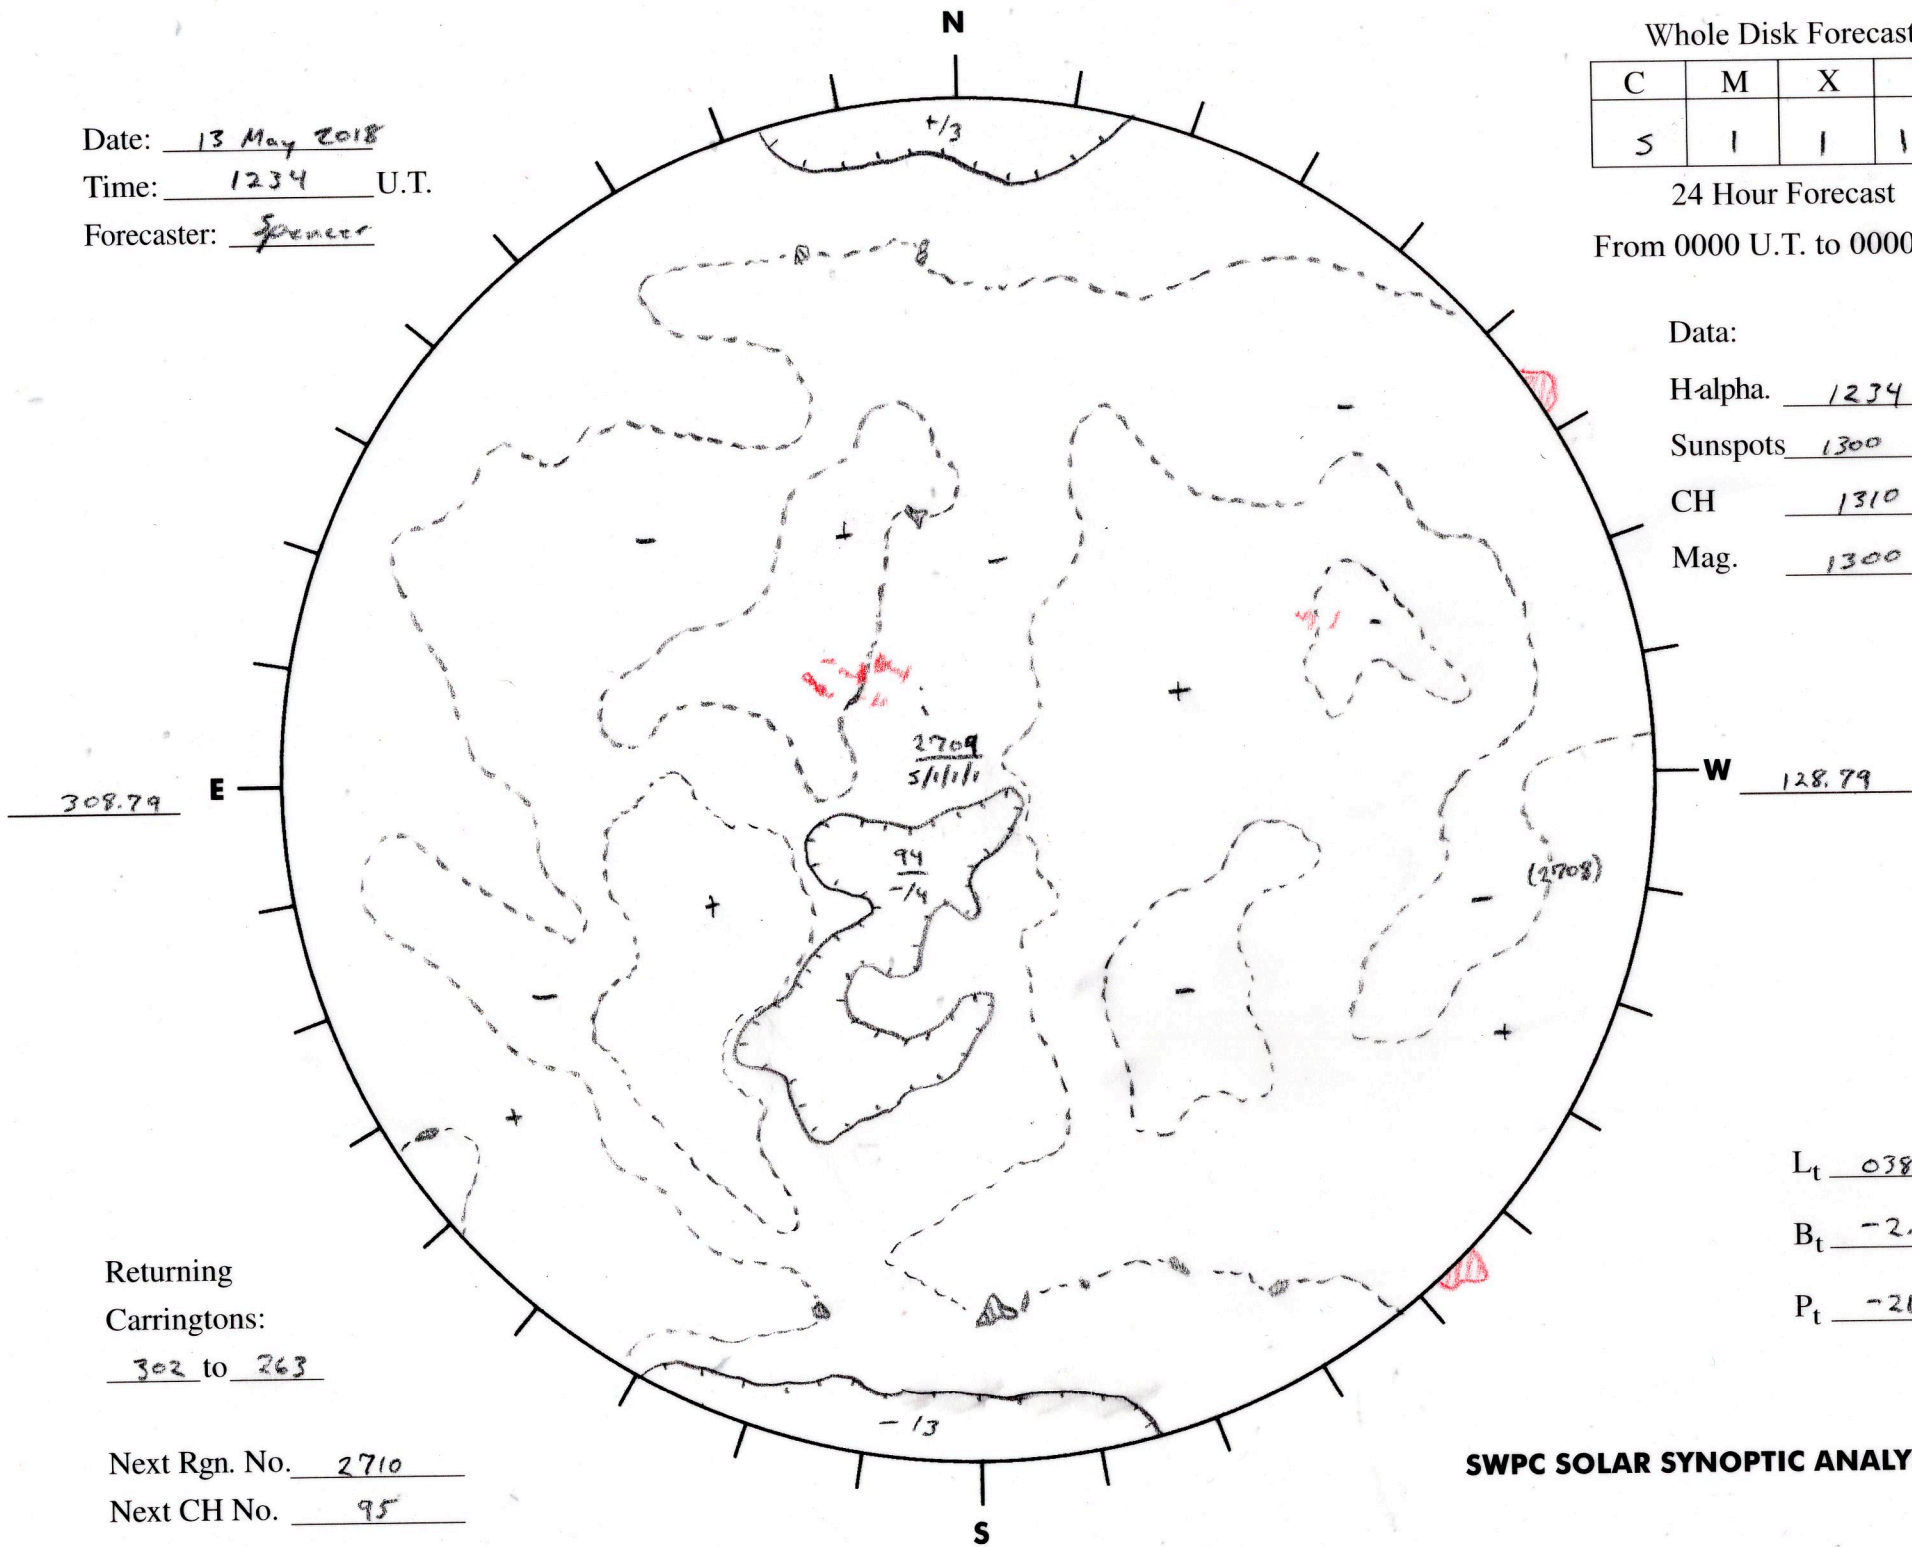 N
Whole Disk Forecast
C M X
5 1 1 1
24 Hour Forecast
From 0000 U.T. to 0000
Date: 13 May 2018
Time: 1234 U.T.
Forecaster: Spencer
+/3
Data:
H-alpha. 1234
Sunspots 1300
CH 1310
Mag. 1300
-
-
+
-
-
+
2709
5/1/1/1
308.79 E
W 128.79
94
-/4
(2708)
+
-
-
-
+
+
Lt 038
Bt -2.
Pt -21
Returning
Carringtons:
302 to 263
-13
Next Rgn. No. 2710
Next CH No. 95
SWPC SOLAR SYNOPTIC ANALY
S